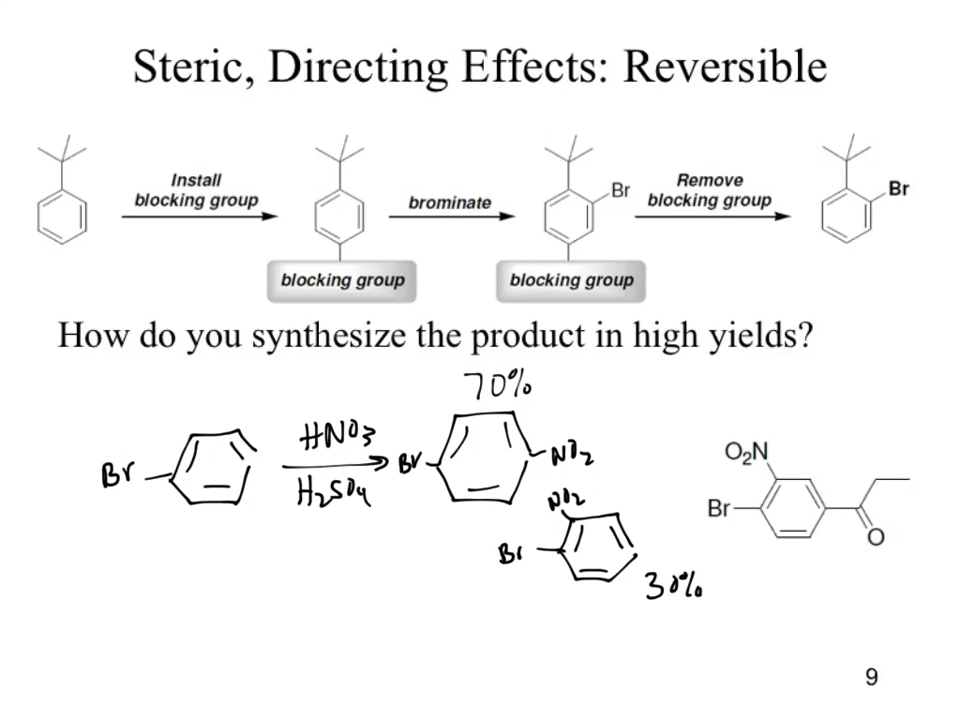 Steric, Directing Effects: Reversible
Install
blocking group
brominate
Br
Remove
blocking group
Br
blocking group
blocking group
How do you synthesize the product in high yields?
70%
Br
HNO3
H2SO4
Br
NO2
NO2
Br
30%
O2N
Br
O
9